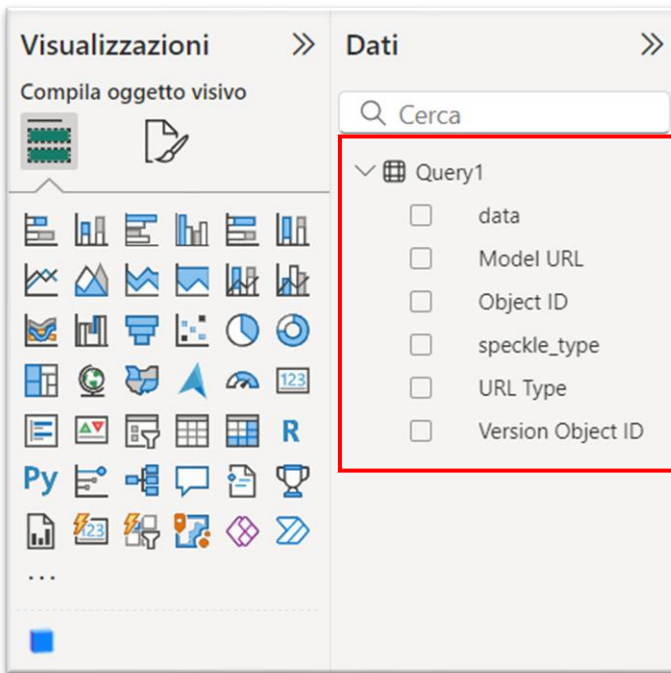 Visualizzazioni
Compila oggetto visivo
123
R
Py
123
...
Dati
Cerca
Query1
data
Model URL
Object ID
speckle_type
URL Type
Version Object ID